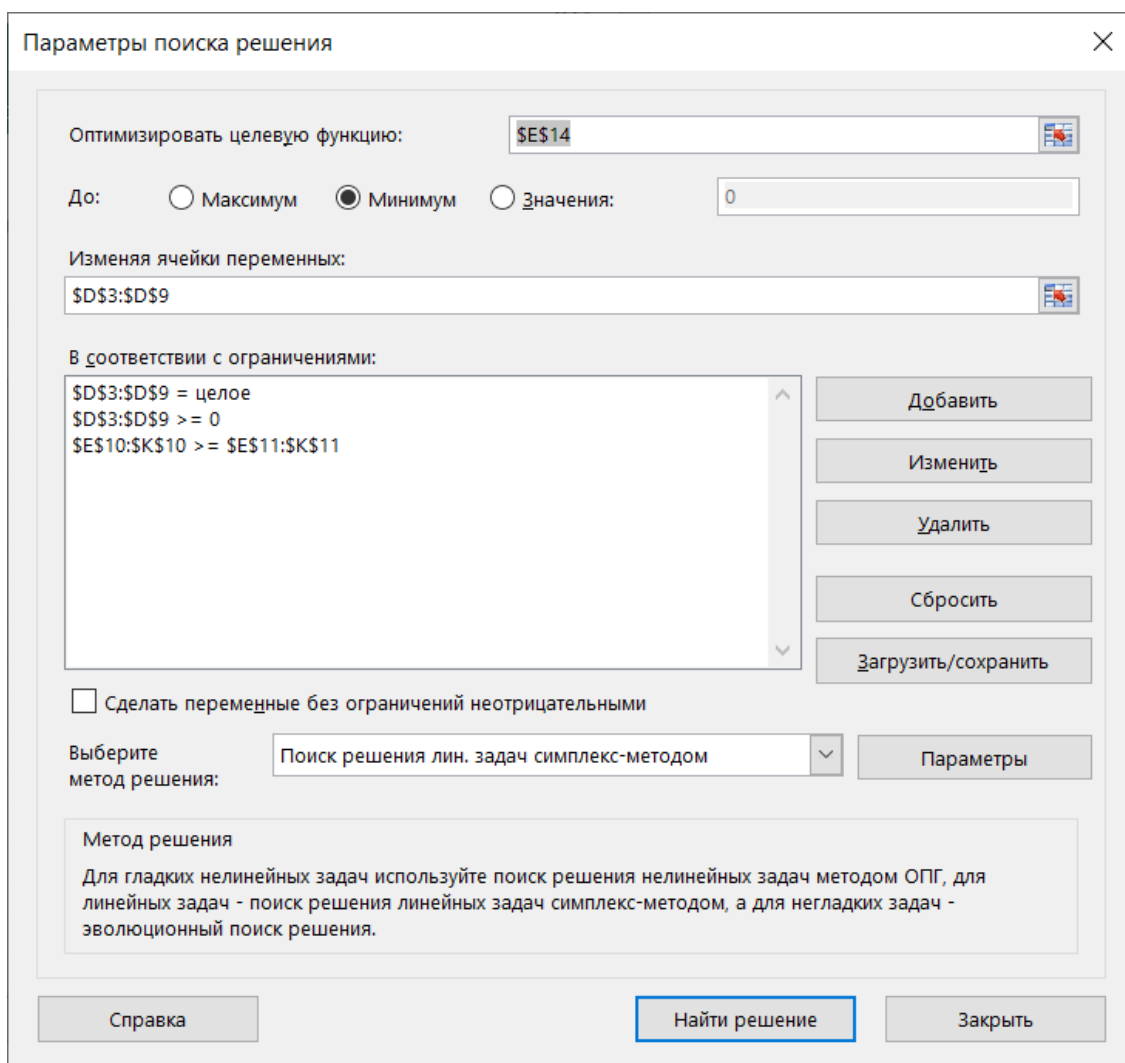 Параметры поиска решения
Оптимизировать целевую функцию: $E$14
До: Максимум Минимум Значения: 0
Изменяя ячейки переменных:
$D$3:$D$9
В соответствии с ограничениями:
$D$3:$D$9 = целое
$D$3:$D$9 >= 0
$E$10:$K$10 >= $E$11:$K$11
Добавить
Изменить
Удалить
Сбросить
Загрузить/сохранить
Сделать переменные без ограничений неотрицательными
Выберите
метод решения:
Поиск решения лин. задач симплекс-методом
Параметры
Метод решения
Для гладких нелинейных задач используйте поиск решения нелинейных задач методом ОПГ, для
линейных задач - поиск решения линейных задач симплекс-методом, а для негладких задач -
эволюционный поиск решения.
Справка Найти решение Закрыть